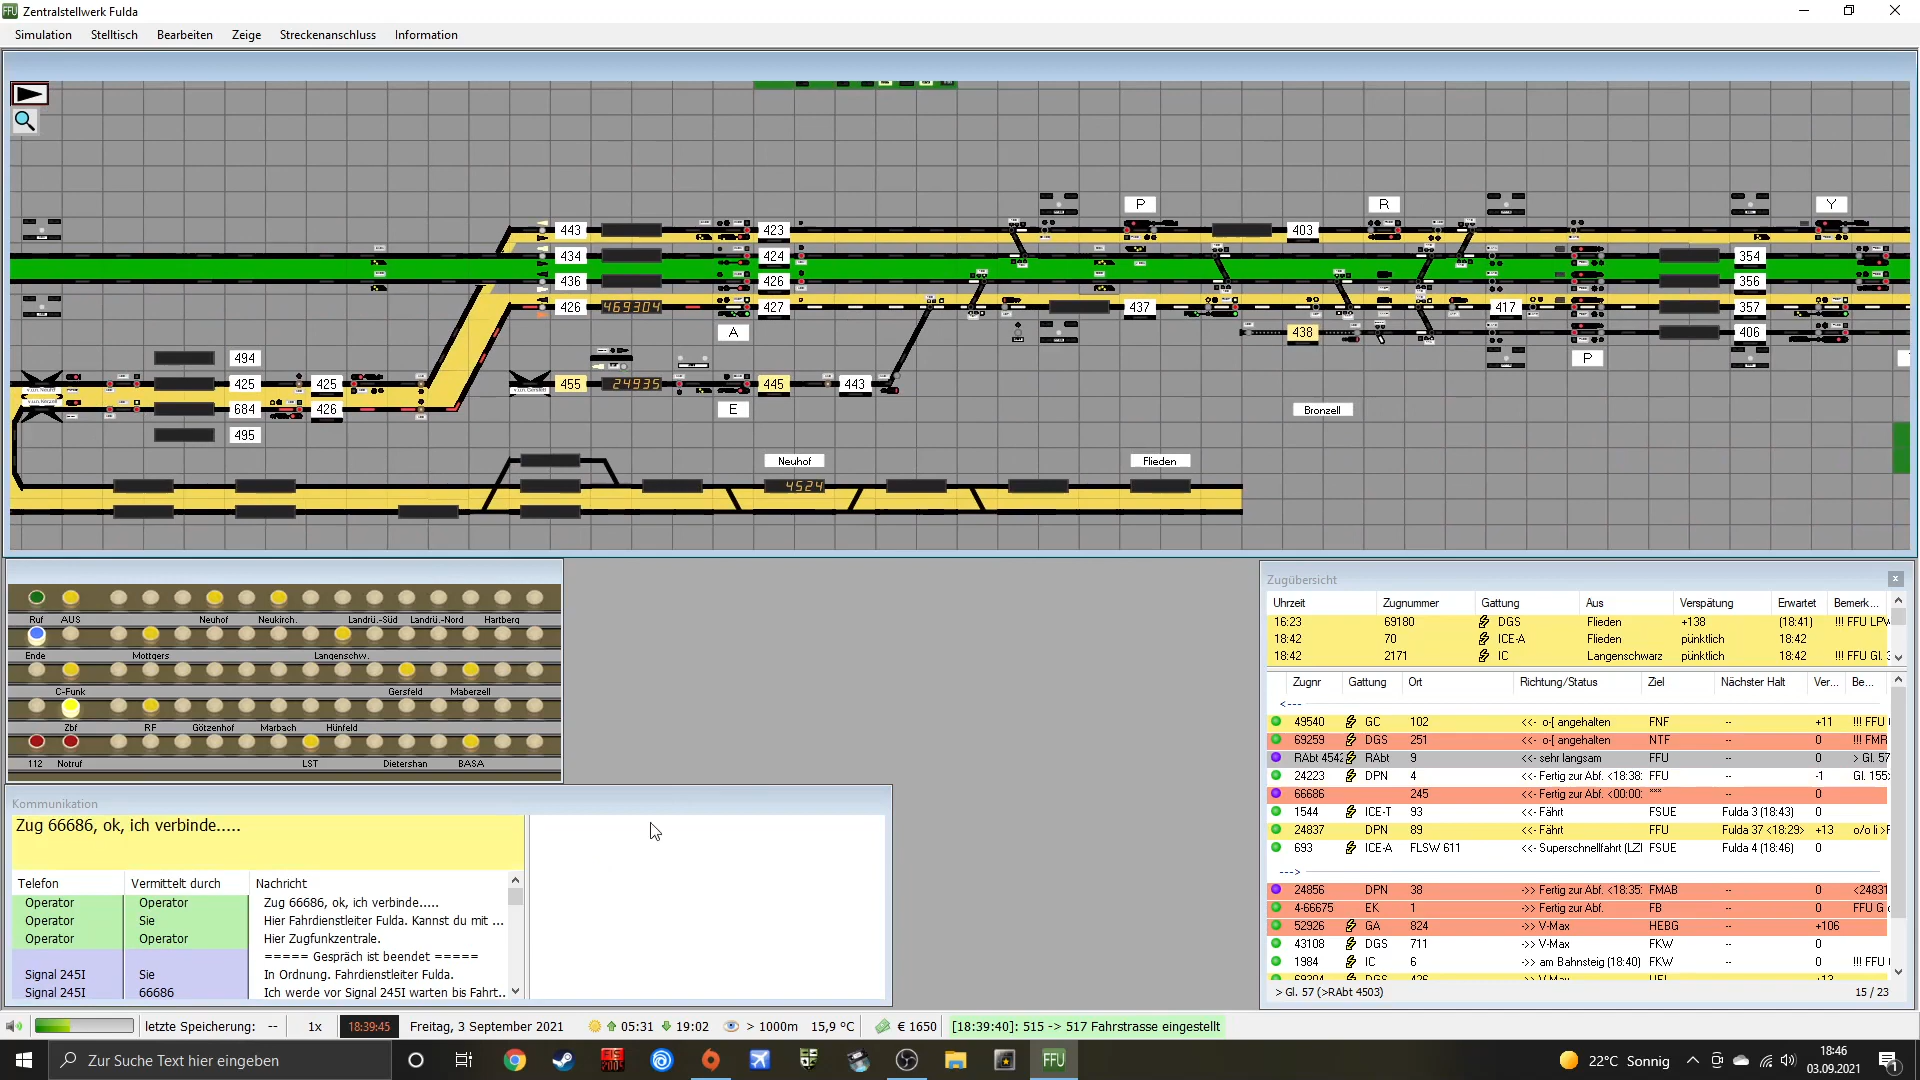 Zentralstellwerk Fulda
Simulation Stelltisch Bearbeiten Zeige Streckenanschluss Information
P R Y
443 423 403
434 424 354
436 426 356
426 469304 427 437 417 357
A 438 406
P
494
425 425 455 24935 445 443
684 426 E Bronzell
495
Neuhof Flieden
4524
Ruf AUS Neuhof Neukirch. Landrü.-Süd Landrü.-Nord Hartberg
Ende Mottgers Langenschw.
C-Funk Gersfeld Maberzell
Zbf RF Götzenhof Marbach Hünfeld
112 Notruf LST Dietershan BASA
Kommunikation
Zug 66686, ok, ich verbinde.....
Telefon Vermittelt durch Nachricht
Operator Operator Zug 66686, ok, ich verbinde.....
Operator Sie Hier Fahrdienstleiter Fulda. Kannst du mit ...
Operator Operator Hier Zugfunkzentrale.
===== Gespräch ist beendet =====
Signal 245I Sie In Ordnung. Fahrdienstleiter Fulda.
Signal 245I 66686 Ich werde vor Signal 245I warten bis Fahrt..
Zugübersicht
Uhrzeit Zugnummer Gattung Aus Verspätung Erwartet Bemerk...
16:23 69180 DGS Flieden +138 (18:41) !!! FFU LPW
18:42 70 ICE-A Flieden pünktlich 18:42
18:42 2171 IC Langenschwarz pünktlich 18:42 !!! FFU Gl. 3
Zugnr Gattung Ort Richtung/Status Ziel Nächster Halt Ver... Be...
<---
49540 GC 102 <<- o-[ angehalten FNF -- +11 !!! FFU
69259 DGS 251 <<- o-[ angehalten NTF -- 0 !!! FMR
RAbt 4542 RAbt 9 <<- sehr langsam FFU -- 0 > Gl. 57
24223 DPN 4 <<- Fertig zur Abf. <18:38: FFU -- -1 Gl. 155:
66686 245 <<- Fertig zur Abf. <00:00: *** -- 0
1544 ICE-T 93 <<- Fährt FSUE Fulda 3 (18:43) 0
24837 DPN 89 <<- Fährt FFU Fulda 37 <18:29> +13 o/o li >F
693 ICE-A FLSW 611 <<- Superschnellfahrt (LZI FSUE Fulda 4 (18:46) 0
--->
24856 DPN 38 ->> Fertig zur Abf. <18:35: FMAB -- 0 <24831
4-66675 EK 1 ->> Fertig zur Abf. FB -- 0 FFU G
52926 GA 824 ->> V-Max HEBG -- +106
43108 DGS 711 ->> V-Max FKW -- 0
1984 IC 6 ->> am Bahnsteig (18:40) FKW -- 0 !!! FFU
69304 DGS 426 ->> V-Max HEL -- +13
> Gl. 57 (>RAbt 4503) 15 / 23
letzte Speicherung: -- 1x 18:39:45 Freitag, 3 September 2021 05:31 19:02 > 1000m 15,9 °C € 1650 [18:39:40]: 515 -> 517 Fahrstrasse eingestellt
Zur Suche Text hier eingeben FFU 22°C Sonnig 18:46
03.09.2021